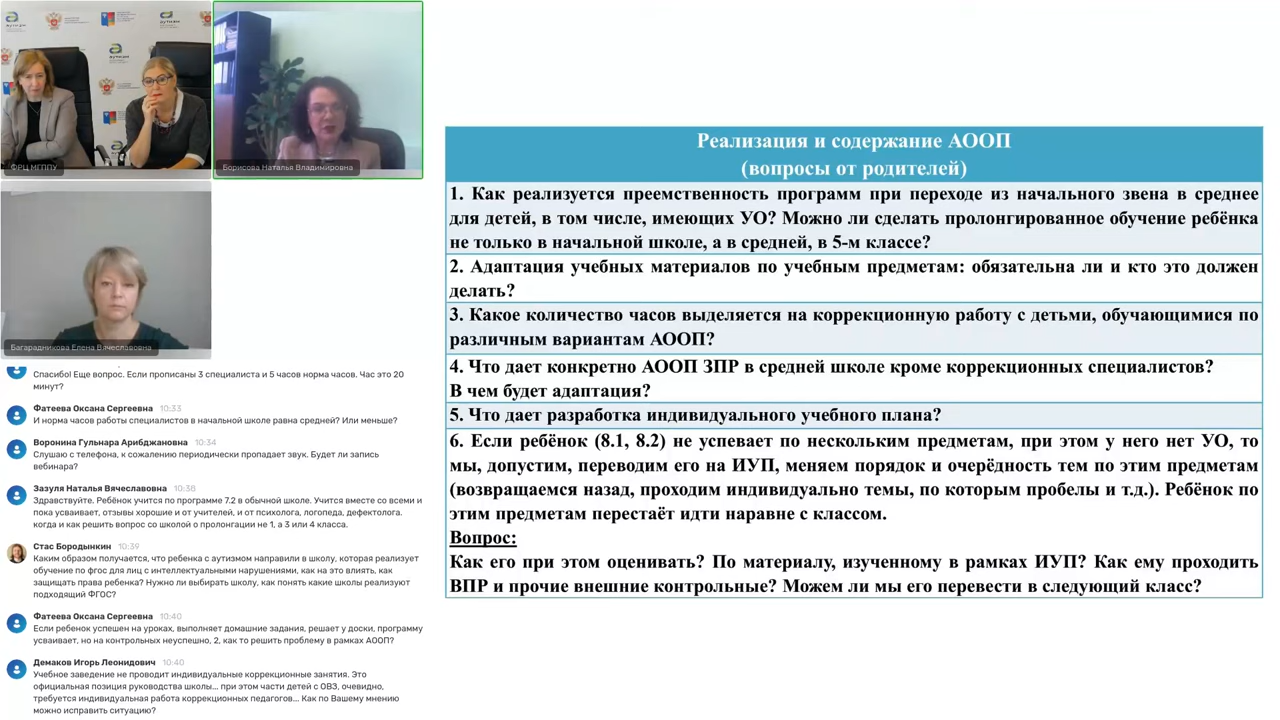 аутизм
аутизм
аутизм
аутизм
ФРЦ МГППУ
Борисова Наталья Владимировна
Багарадникова Елена Вячеславовна
Спасибо! Еще вопрос. Если прописаны 3 специалиста и 5 часов норма часов. Час это 20
минут?
Фатеева Оксана Сергеевна 10:33
И норма часов работы специалистов в начальной школе равна средней? Или меньше?
Воронина Гульнара Арибджановна 10:34
Слушаю с телефона, к сожалению периодически пропадает звук. Будет ли запись
вебинара?
Зазуля Наталья Вячеславовна 10:38
Здравствуйте. Ребёнок учится по программе 7.2 в обычной школе. Учится вместе со всеми и
пока усваивает, отзывы хорошие и от учителей, и от психолога, логопеда, дефектолога.
когда и как решить вопрос со школой о пролонгации не 1, а 3 или 4 класса.
Стас Бородынкин 10:39
Каким образом получается, что ребенка с аутизмом направили в школу, которая реализует
обучение по фгос для лиц с интеллектуальными нарушениями, как на это влиять, как
защищать права ребенка? Нужно ли выбирать школу, как понять какие школы реализуют
подходящий ФГОС?
Фатеева Оксана Сергеевна 10:40
Если ребенок успешен на уроках, выполняет домашние задания, решает у доски, программу
усваивает, но на контрольных неуспешно, 2, как то решить проблему в рамках АООП?
Демаков Игорь Леонидович 10:40
Учебное заведение не проводит индивидуальные коррекционные занятия. Это
официальная позиция руководства школы... при этом части детей с ОВЗ, очевидно,
требуется индивидуальная работа коррекционных педагогов... Как по Вашему мнению
можно исправить ситуацию?
Реализация и содержание АООП
(вопросы от родителей)
1. Как реализуется преемственность программ при переходе из начального звена в среднее
для детей, в том числе, имеющих УО? Можно ли сделать пролонгированное обучение ребёнка
не только в начальной школе, а в средней, в 5-м классе?
2. Адаптация учебных материалов по учебным предметам: обязательна ли и кто это должен
делать?
3. Какое количество часов выделяется на коррекционную работу с детьми, обучающимися по
различным вариантам АООП?
4. Что дает конкретно АООП ЗПР в средней школе кроме коррекционных специалистов?
В чем будет адаптация?
5. Что дает разработка индивидуального учебного плана?
6. Если ребёнок (8.1, 8.2) не успевает по нескольким предметам, при этом у него нет УО, то
мы, допустим, переводим его на ИУП, меняем порядок и очерёдность тем по этим предметам
(возвращаемся назад, проходим индивидуально темы, по которым пробелы и т.д.). Ребёнок по
этим предметам перестаёт идти наравне с классом.
Вопрос:
Как его при этом оценивать? По материалу, изученному в рамках ИУП? Как ему проходить
ВПР и прочие внешние контрольные? Можем ли мы его перевести в следующий класс?